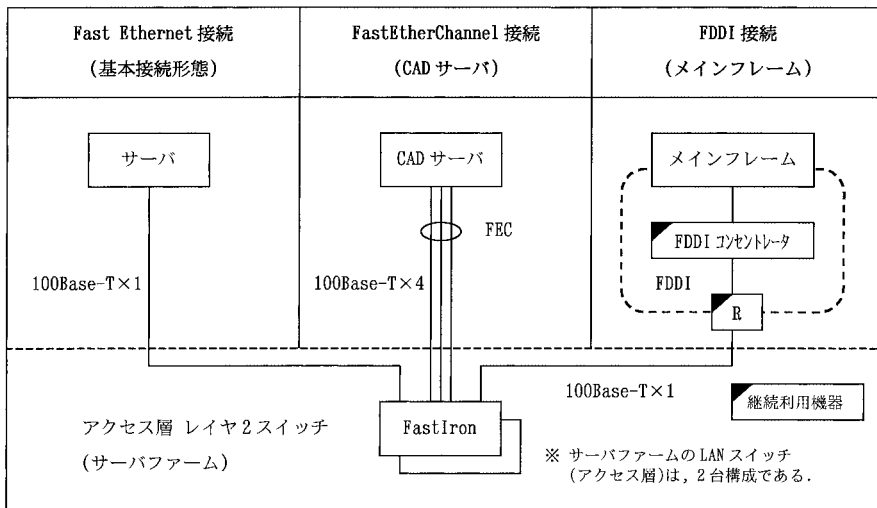 Fast Ethernet 接続
(基本接続形態)
FastEtherChannel 接続
(CAD サーバ)
FDDI 接続
(メインフレーム)
サーバ
CAD サーバ
メインフレーム
FEC
FDDI コンセントレータ
100Base-T×1
100Base-T×4
FDDI
R
100Base-T×1
継続利用機器
アクセス層 レイヤ2スイッチ
(サーバファーム)
FastIron
※ サーバファームの LAN スイッチ
(アクセス層)は,2台構成である.